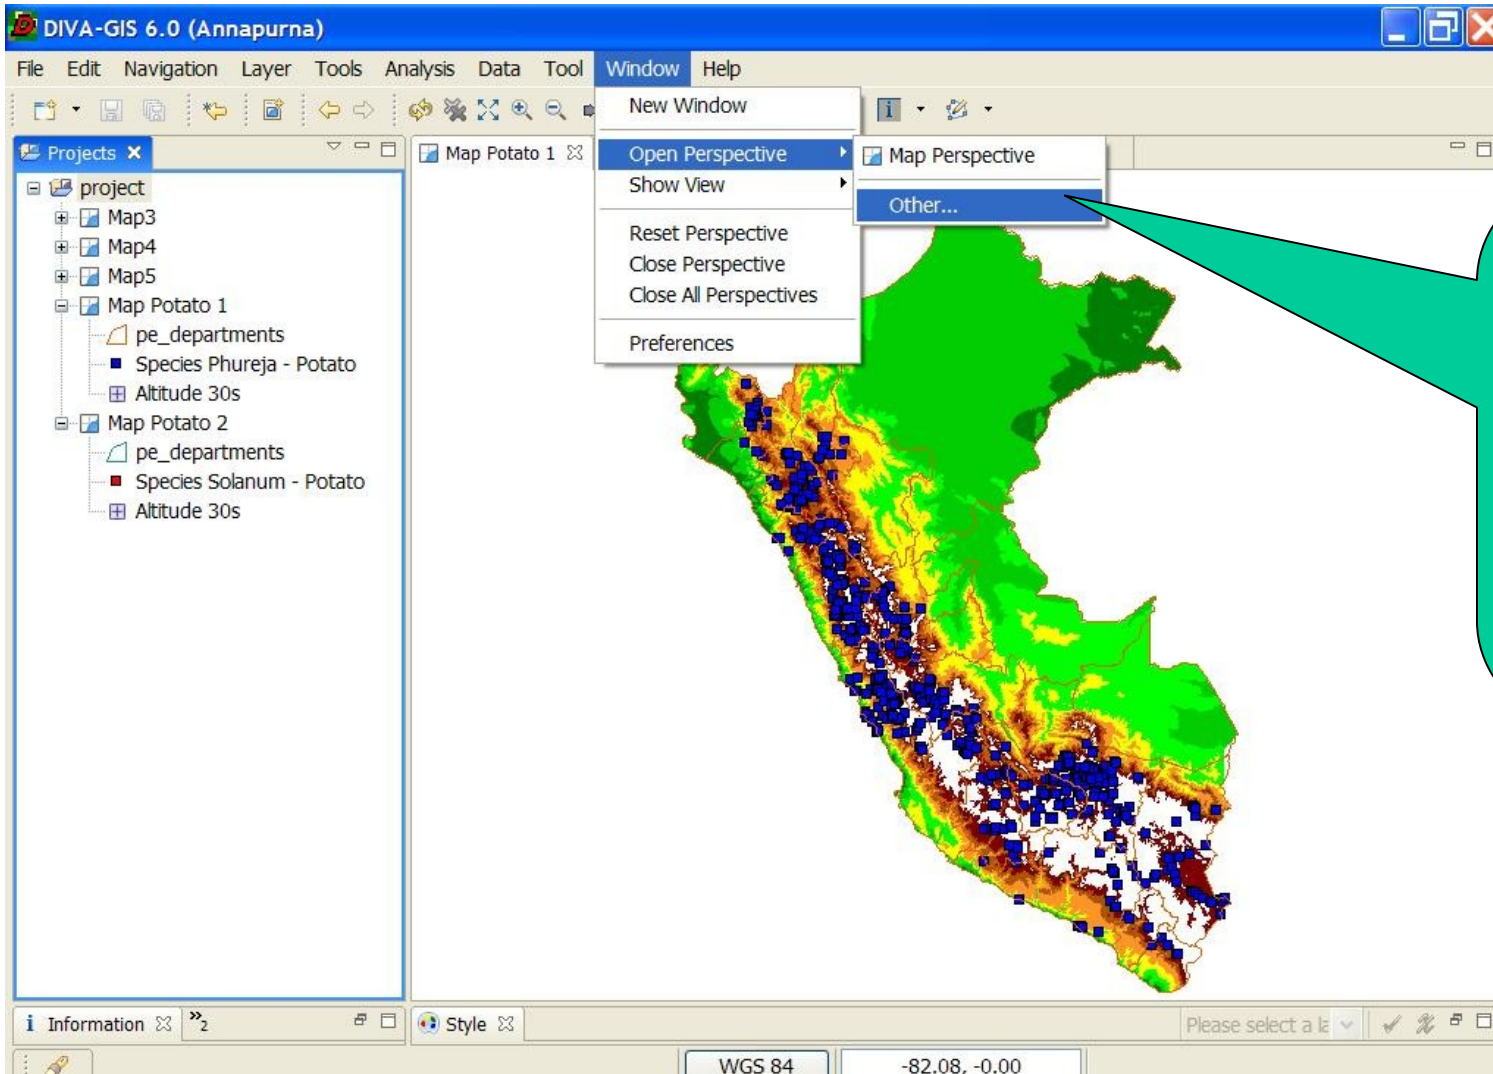 DIVA-GIS 6.0 (Annapurna)
File Edit Navigation Layer Tools Analysis Data Tool Window Help
New Window
Open Perspective
Show View
Reset Perspective
Close Perspective
Close All Perspectives
Preferences
Map Perspective
Other...
Projects
project
Map3
Map4
Map5
Map Potato 1
pe_departments
Species Phureja - Potato
Altitude 30s
Map Potato 2
pe_departments
Species Solanum - Potato
Altitude 30s
Map Potato 1
i Information
»2
Style
Please select a la
WGS 84
-82.08, -0.00